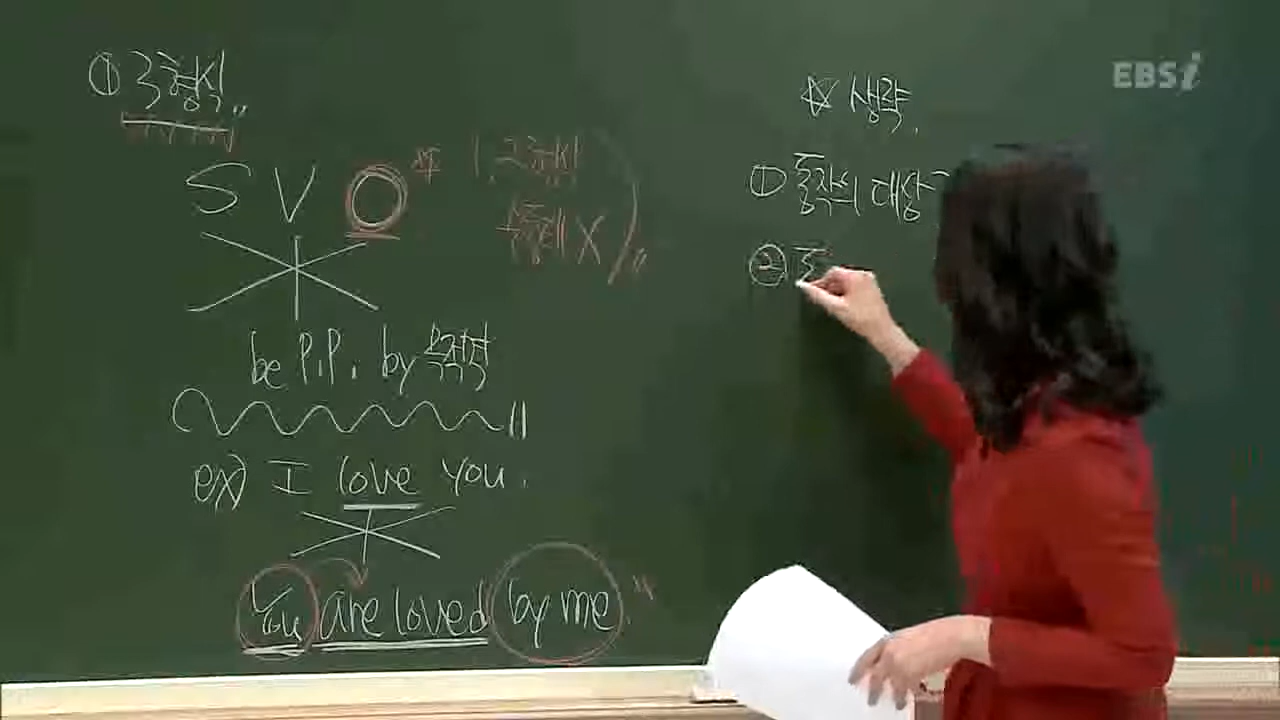 ① 3형식
S V O
1, 2형식
수동태 X
be P.P. by 목적격
ex) I love you.
You are loved by me
☆ 생략.
① 동작의 대상
②
EBSi